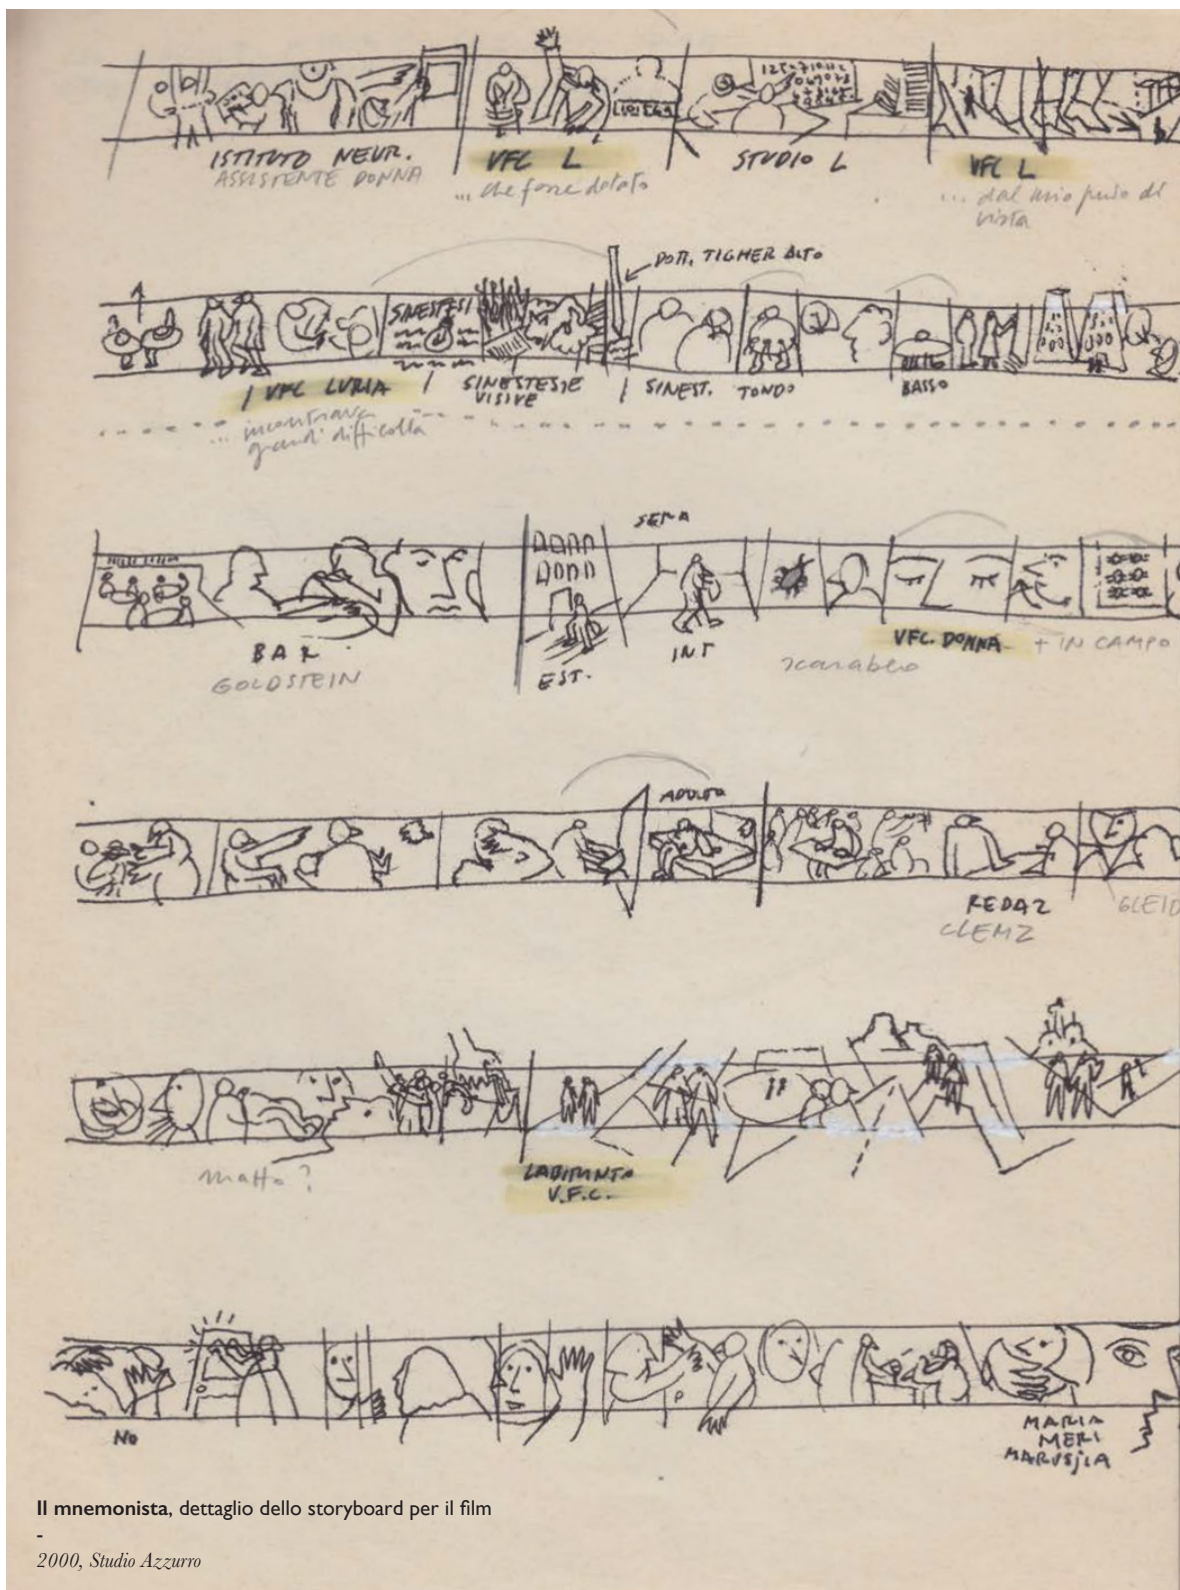 ISTITUTO NEUR.
ASSISTENTE DONNA
VFC L
... che forse dotato
STUDIO L
VFC L
... dal mio punto di
vista
DOTT. TIGHER ALTO
SINESTESI
VFC LURIA
... incontrava
grandi difficoltà
SINESTESIE
VISIVE
SINEST.
TONDO
BASSO
SERA
BAR
GOLDSTEIN
EST.
INT
scarabeo
VFC. DONNA
+ IN CAMPO
ADULTO
REDAZ
CLEMZ
GLEID
matto?
LABIRINTO
V.F.C.
NO
MARIA
MERI
MARUSjIA
Il mnemonista, dettaglio dello storyboard per il film
-
2000, Studio Azzurro